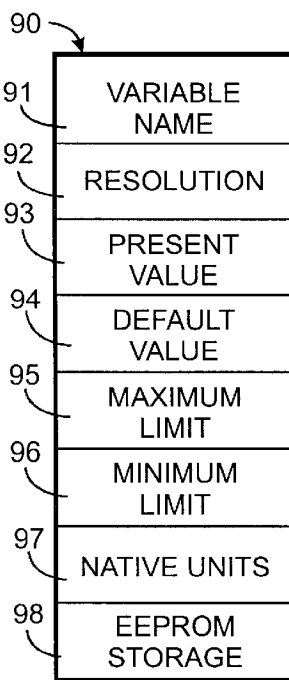 90
91
VARIABLE
NAME
92
RESOLUTION
93
PRESENT
VALUE
94
DEFAULT
VALUE
95
MAXIMUM
LIMIT
96
MINIMUM
LIMIT
97
NATIVE UNITS
98
EEPROM
STORAGE